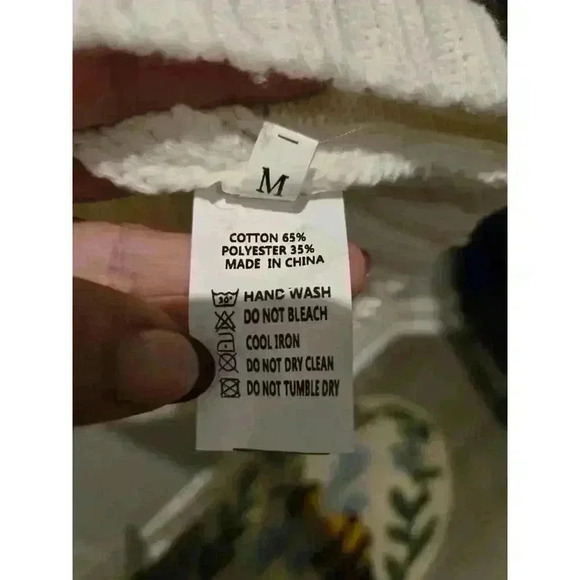 M
COTTON 65%
POLYESTER 35%
MADE IN CHINA
30° HAND WASH
DO NOT BLEACH
COOL IRON
DO NOT DRY CLEAN
DO NOT TUMBLE DRY